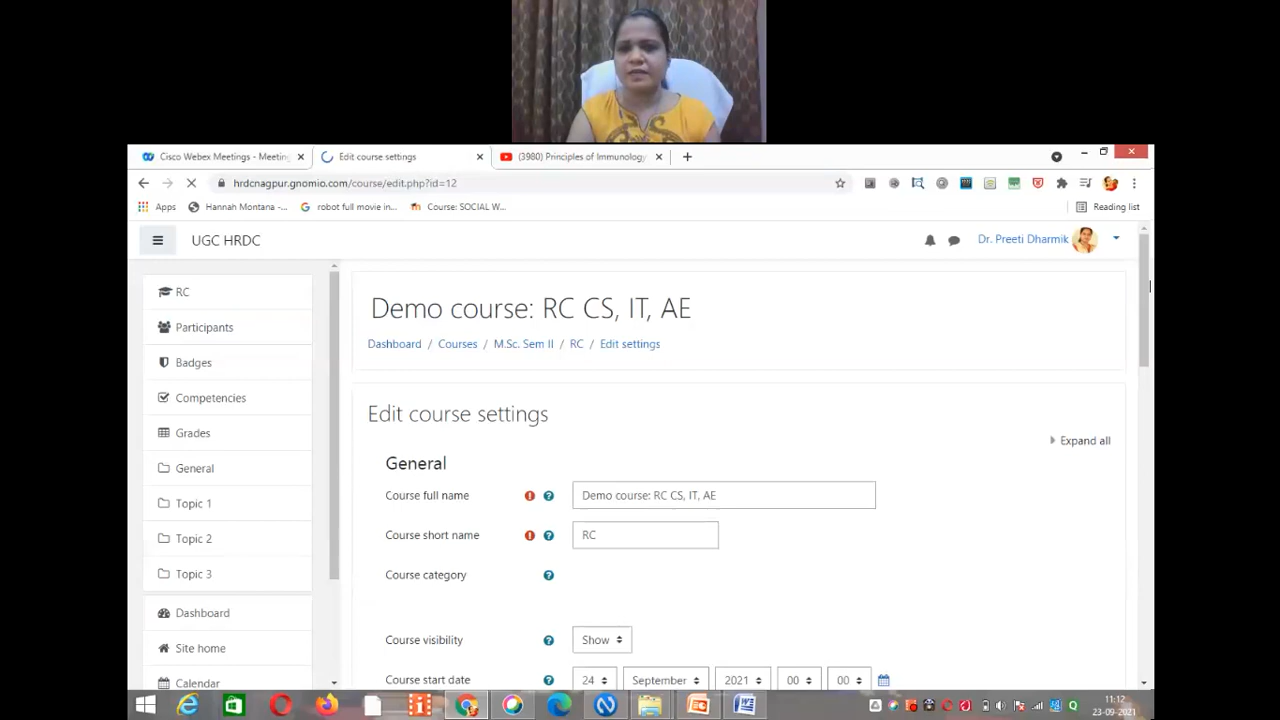 Cisco Webex Meetings - Meeting
Edit course settings
(3980) Principles of Immunology
hrdcnagpur.gnomio.com/course/edit.php?id=12
Apps
Hannah Montana -...
robot full movie in...
Course: SOCIAL W...
Reading list
UGC HRDC
Dr. Preeti Dharmik
RC
Participants
Badges
Competencies
Grades
General
Topic 1
Topic 2
Topic 3
Dashboard
Site home
Calendar
Demo course: RC CS, IT, AE
Dashboard / Courses / M.Sc. Sem II / RC / Edit settings
Edit course settings
Expand all
General
Course full name
Demo course: RC CS, IT, AE
Course short name
RC
Course category
Course visibility
Show
Course start date
24 September 2021 00 00
11:12
23-09-2021